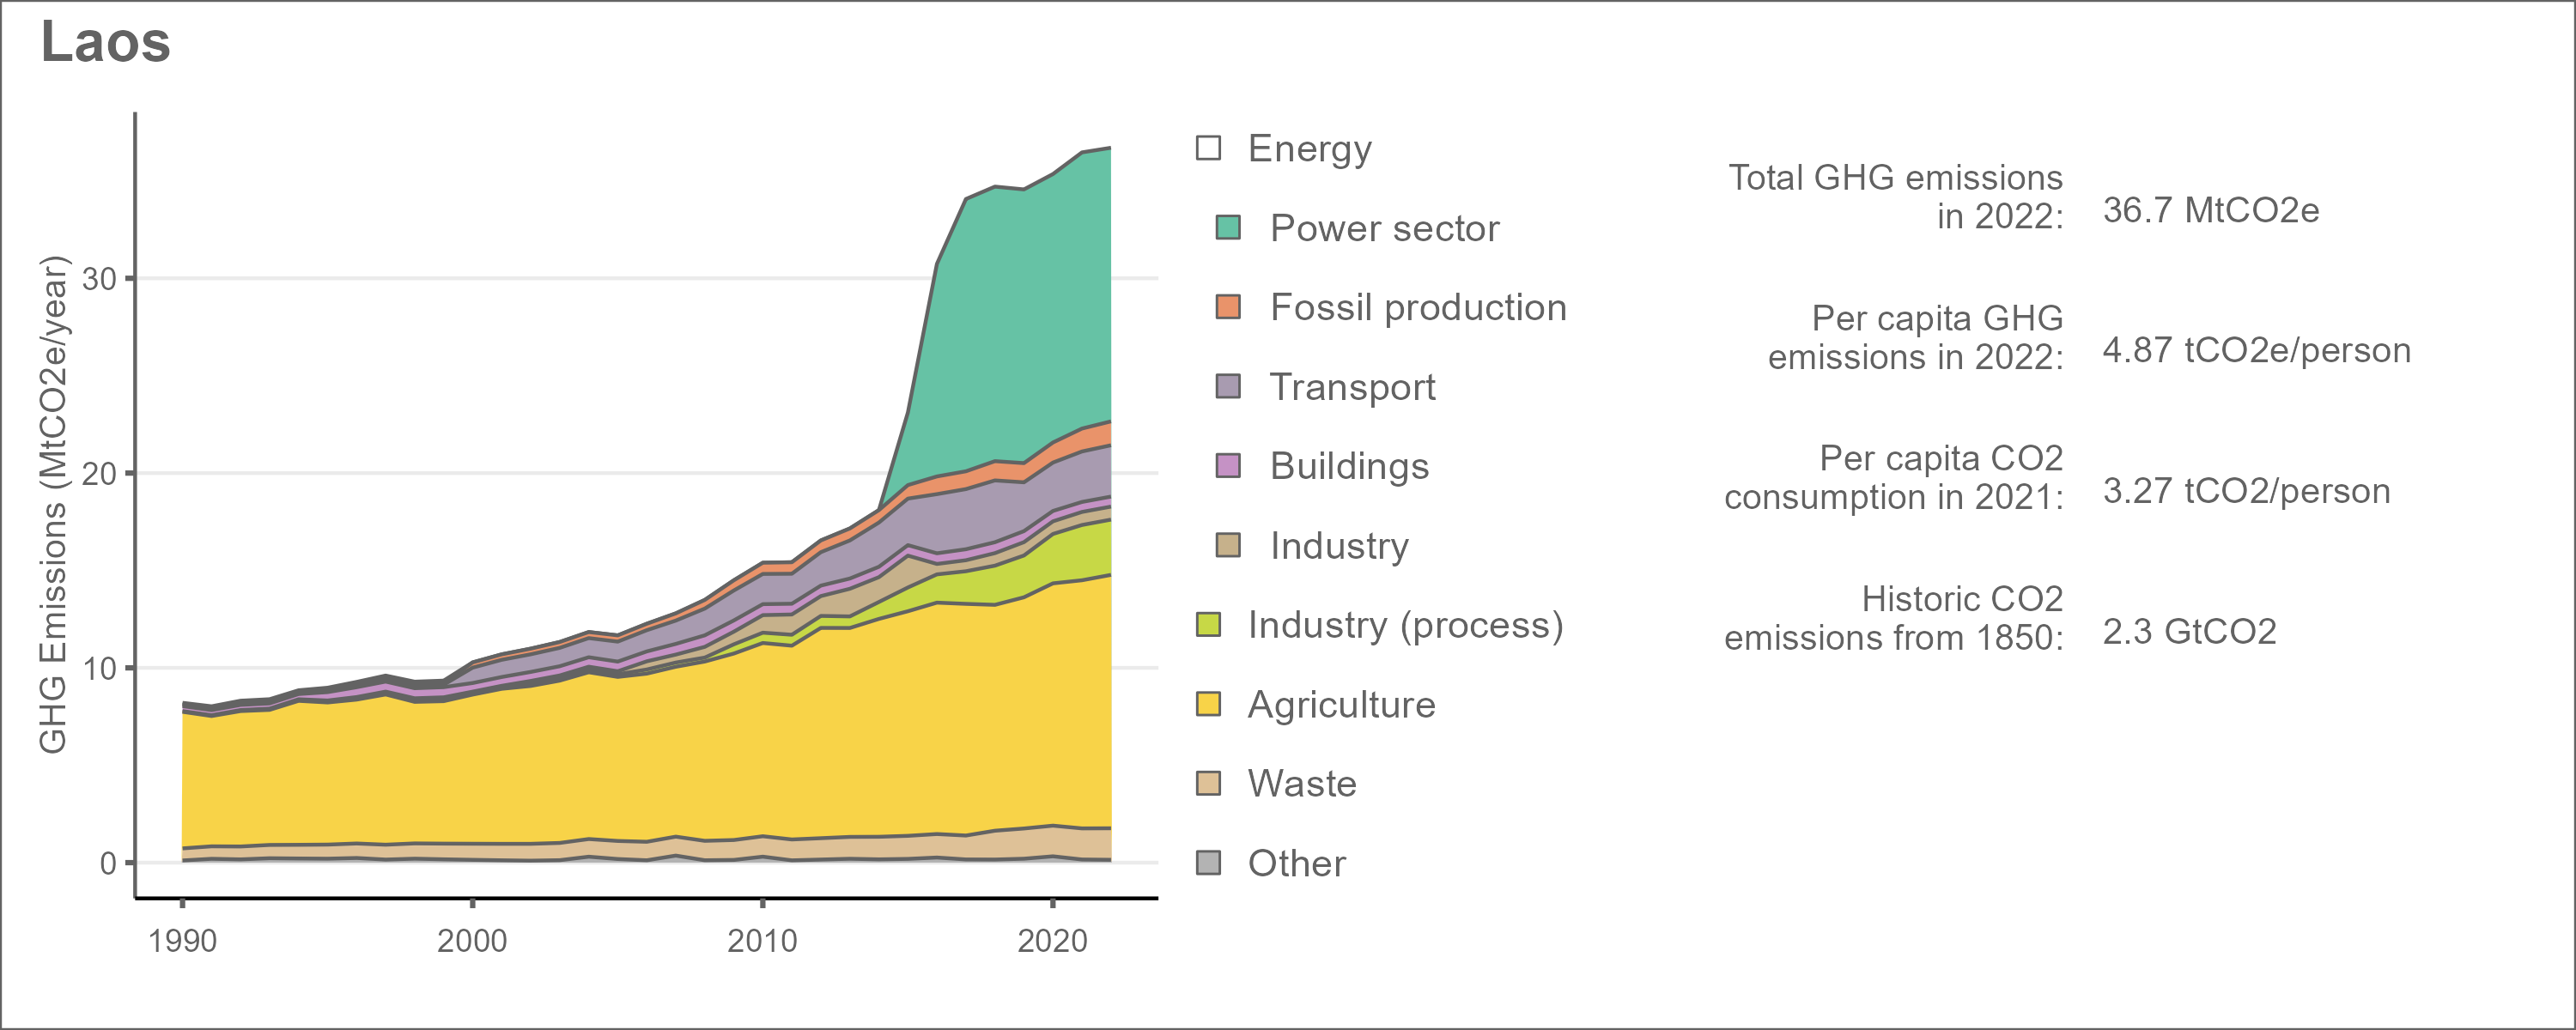 Laos
GHG Emissions (MtCO2e/year)
30
20
10
0
1990
2000
2010
2020
Energy
Power sector
Fossil production
Transport
Buildings
Industry
Industry (process)
Agriculture
Waste
Other
Total GHG emissions
in 2022:
36.7 MtCO2e
Per capita GHG
emissions in 2022:
4.87 tCO2e/person
Per capita CO2
consumption in 2021:
3.27 tCO2/person
Historic CO2
emissions from 1850:
2.3 GtCO2